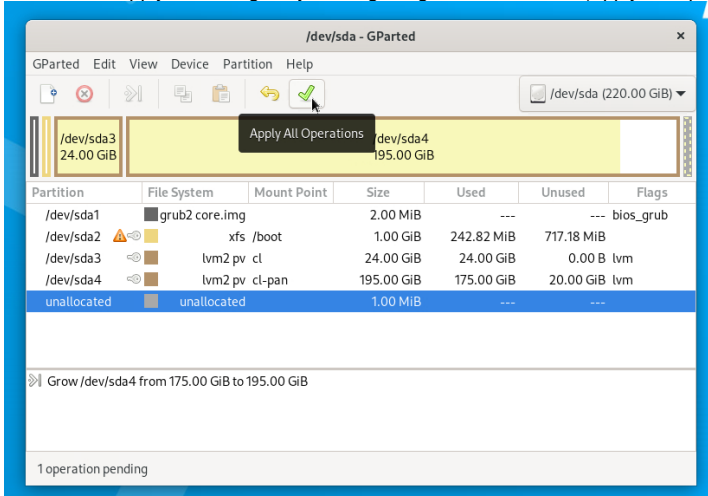 /dev/sda - GParted
×
GParted Edit View Device Partition Help
/dev/sda (220.00 GiB)
Apply All Operations
/dev/sda3
24.00 GiB
/dev/sda4
195.00 GiB
Partition File System Mount Point Size Used Unused Flags
/dev/sda1 grub2 core.img 2.00 MiB --- --- bios_grub
/dev/sda2 xfs /boot 1.00 GiB 242.82 MiB 717.18 MiB
/dev/sda3 lvm2 pv cl 24.00 GiB 24.00 GiB 0.00 B lvm
/dev/sda4 lvm2 pv cl-pan 195.00 GiB 175.00 GiB 20.00 GiB lvm
unallocated unallocated 1.00 MiB --- ---
Grow /dev/sda4 from 175.00 GiB to 195.00 GiB
1 operation pending